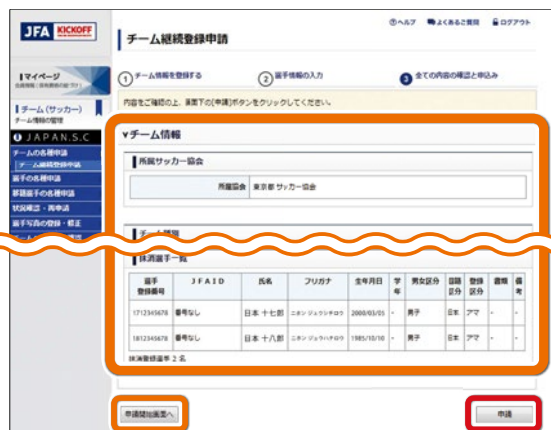 JFA KICKOFF
ヘルプ よくあるご質問 ログアウト
チーム継続登録申請
マイページ
1 チーム情報を登録する 2 選手情報の入力 3 全ての内容の確認と申込み
チーム (サッカー)
チーム情報の管理
内容をご確認の上、画面下の[申請]ボタンをクリックしてください。
JAPAN.S.C
チームの各種申請
チーム継続登録申請
選手の各種申請
移籍選手の各種申請
状況確認・再申請
選手写真の登録・修正
▼チーム情報
所属サッカー協会
所属協会 東京都サッカー協会
チーム種別
抹消選手一覧
選手登録番号 JFAID 氏名 フリガナ 生年月日 学年 男女区分 国籍区分 登録区分 書類 備考
1712345678 番号なし 日本 十七郎 ニホン ジュウシチロウ 2000/03/03 - 男子 日本 アマ - -
1812345678 番号なし 日本 十八郎 ニホン ジュウハチロウ 1985/10/10 - 男子 日本 アマ - -
抹消登録選手 2 名
申請開始画面へ 申請